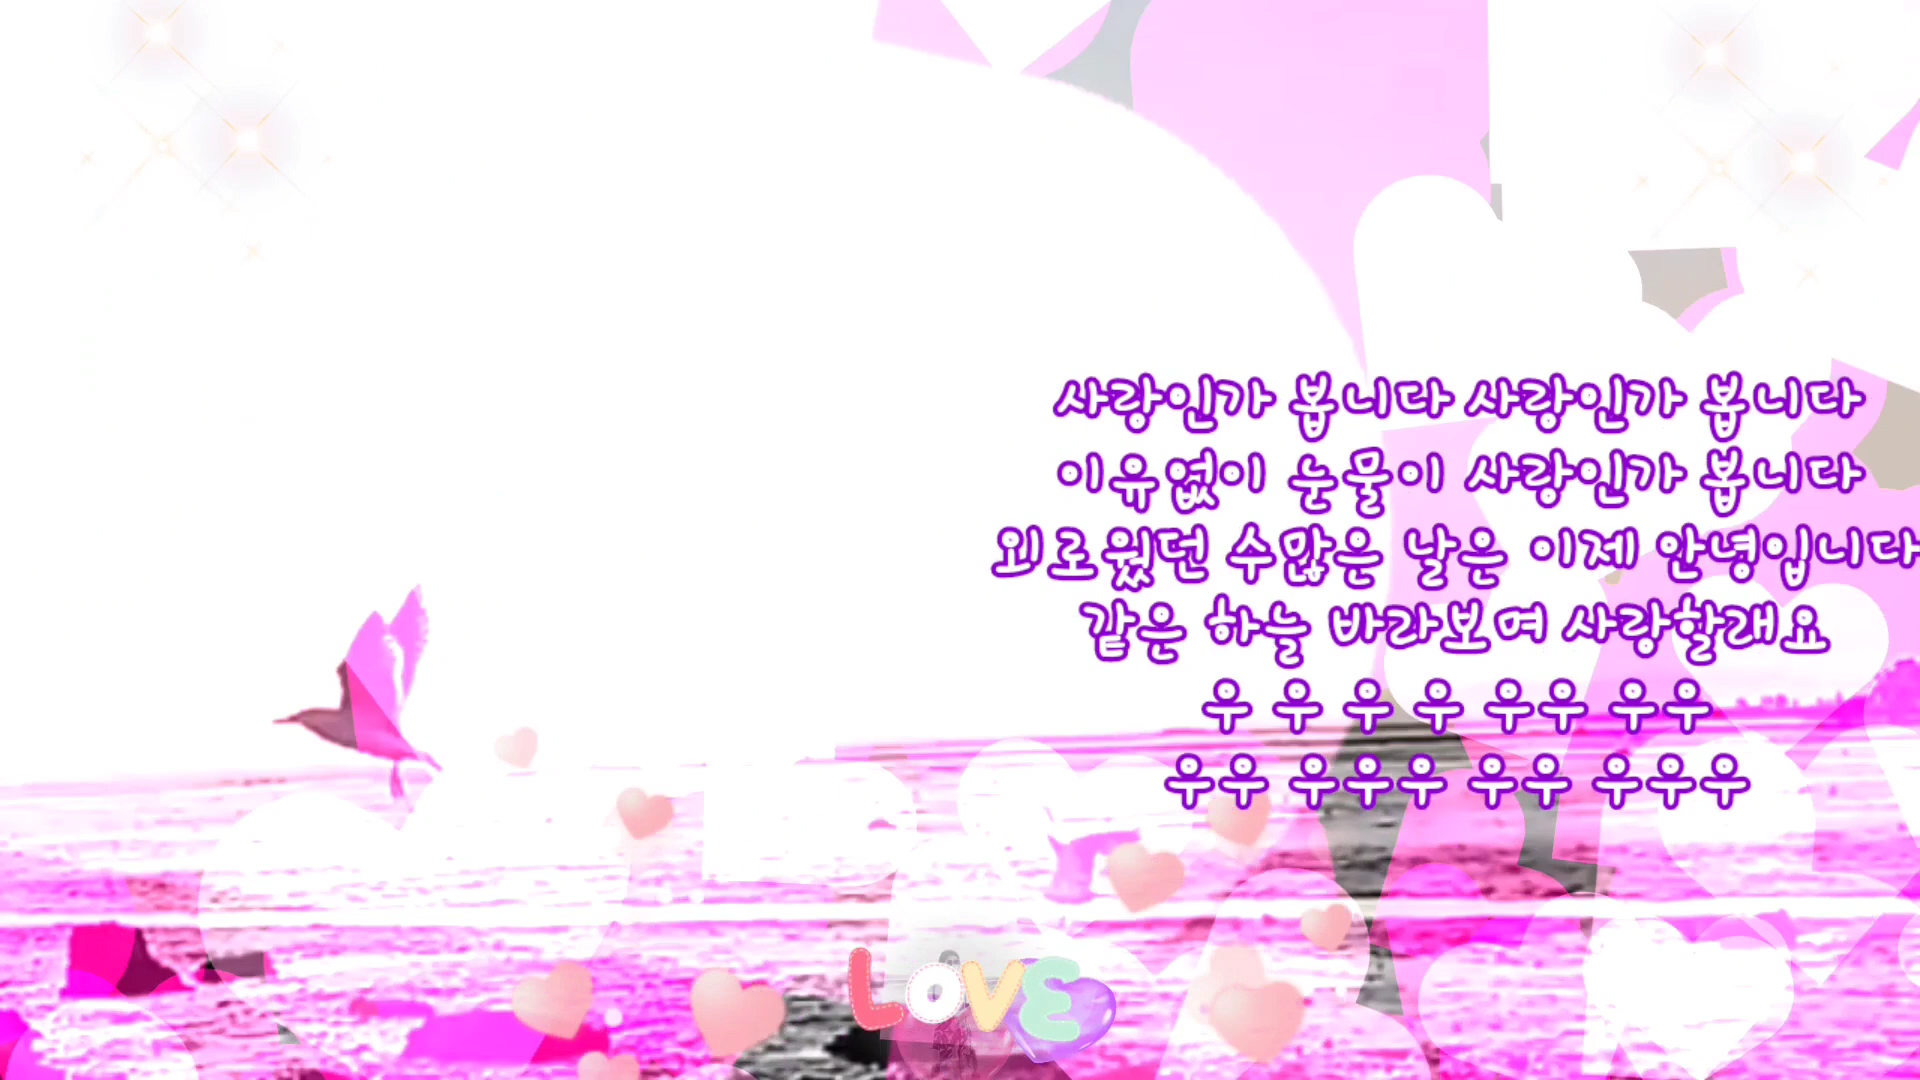 사랑인가 봅니다 사랑인가 봅니다
이유없이 눈물이 사랑인가 봅니다
외로웠던 수많은 날은 이제 안녕입니다
같은 하늘 바라보며 사랑할래요
우 우 우 우 우우 우우
우우 우우우 우우 우우우
LOVE